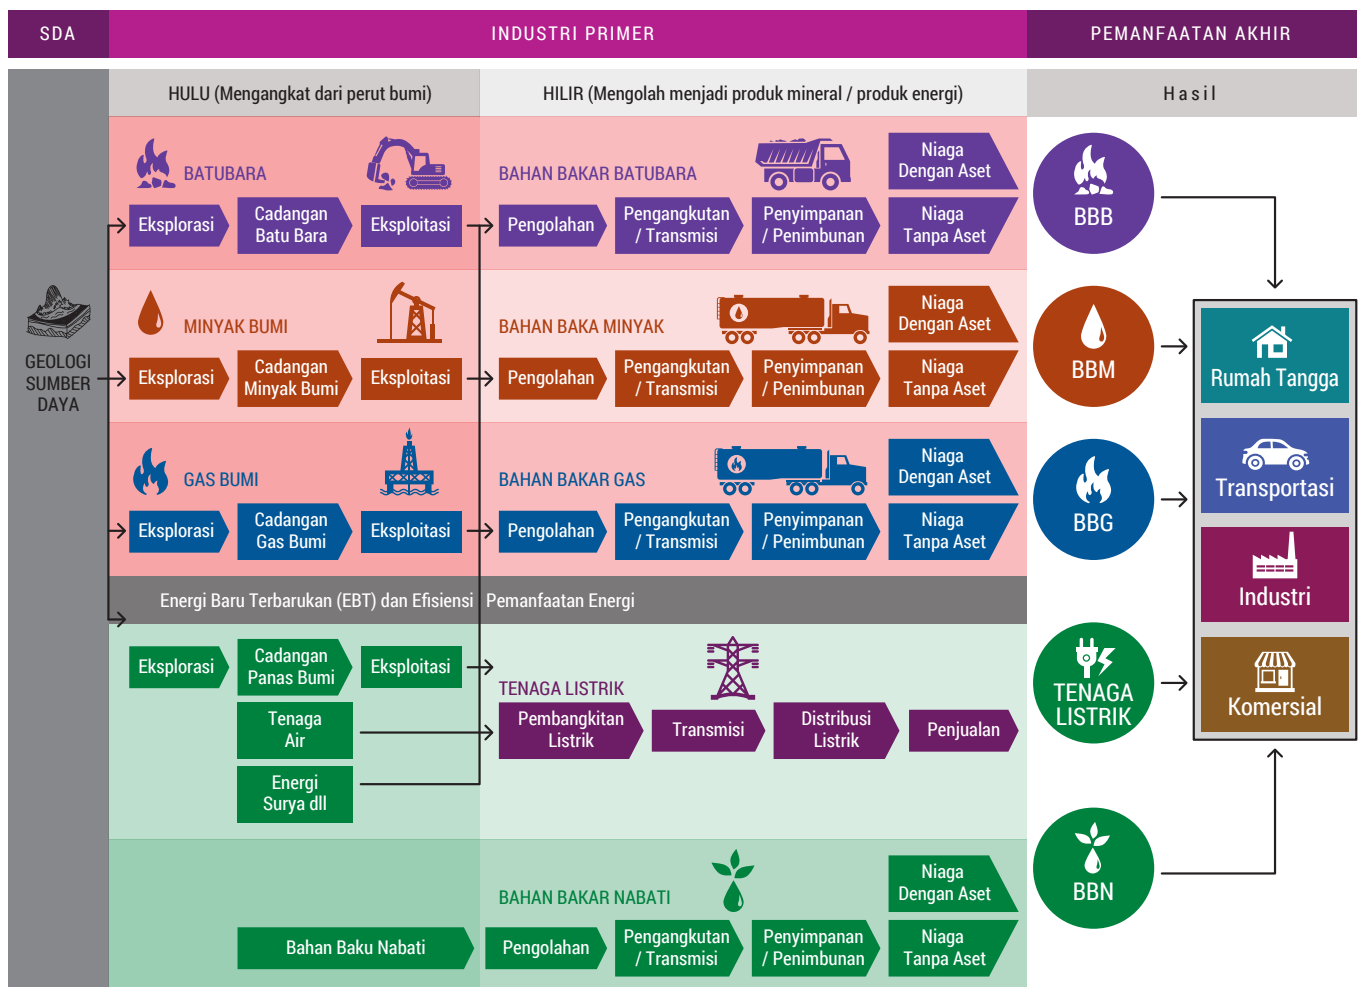 SDA
INDUSTRI PRIMER
PEMANFAATAN AKHIR
HULU (Mengangkat dari perut bumi)
HILIR (Mengolah menjadi produk mineral / produk energi)
Hasil
GEOLOGI
SUMBER
DAYA
BATUBARA
Eksplorasi
Cadangan
Batu Bara
Eksploitasi
BAHAN BAKAR BATUBARA
Pengolahan
Pengangkutan
/ Transmisi
Penyimpanan
/ Penimbunan
Niaga
Dengan Aset
Niaga
Tanpa Aset
BBB
MINYAK BUMI
Eksplorasi
Cadangan
Minyak Bumi
Eksploitasi
BAHAN BAKA MINYAK
Pengolahan
Pengangkutan
/ Transmisi
Penyimpanan
/ Penimbunan
Niaga
Dengan Aset
Niaga
Tanpa Aset
BBM
GAS BUMI
Eksplorasi
Cadangan
Gas Bumi
Eksploitasi
BAHAN BAKAR GAS
Pengolahan
Pengangkutan
/ Transmisi
Penyimpanan
/ Penimbunan
Niaga
Dengan Aset
Niaga
Tanpa Aset
BBG
Energi Baru Terbarukan (EBT) dan Efisiensi Pemanfaatan Energi
Eksplorasi
Cadangan
Panas Bumi
Eksploitasi
Tenaga
Air
Energi
Surya dll
TENAGA LISTRIK
Pembangkitan
Listrik
Transmisi
Distribusi
Listrik
Penjualan
TENAGA
LISTRIK
Bahan Baku Nabati
BAHAN BAKAR NABATI
Pengolahan
Pengangkutan
/ Transmisi
Penyimpanan
/ Penimbunan
Niaga
Dengan Aset
Niaga
Tanpa Aset
BBN
Rumah Tangga
Transportasi
Industri
Komersial